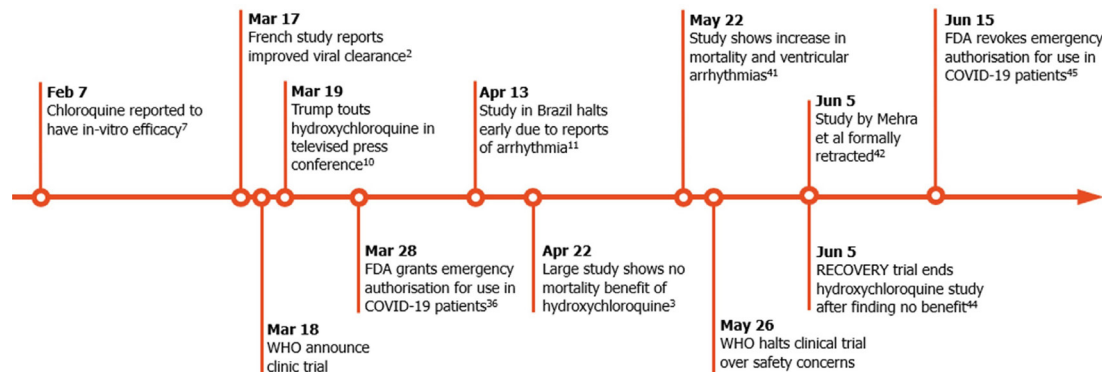 Feb 7
Chloroquine reported to
have in-vitro efficacy⁷
Mar 17
French study reports
improved viral clearance²
Mar 18
WHO announce
clinic trial
Mar 19
Trump touts
hydroxychloroquine in
televised press
conference¹⁰
Mar 28
FDA grants emergency
authorisation for use in
COVID-19 patients³⁶
Apr 13
Study in Brazil halts
early due to reports
of arrhythmia¹¹
Apr 22
Large study shows no
mortality benefit of
hydroxychloroquine³
May 22
Study shows increase in
mortality and ventricular
arrhythmias⁴¹
May 26
WHO halts clinical trial
over safety concerns
Jun 5
Study by Mehra
et al formally
retracted⁴²
Jun 5
RECOVERY trial ends
hydroxychloroquine study
after finding no benefit⁴⁴
Jun 15
FDA revokes emergency
authorisation for use in
COVID-19 patients⁴⁵